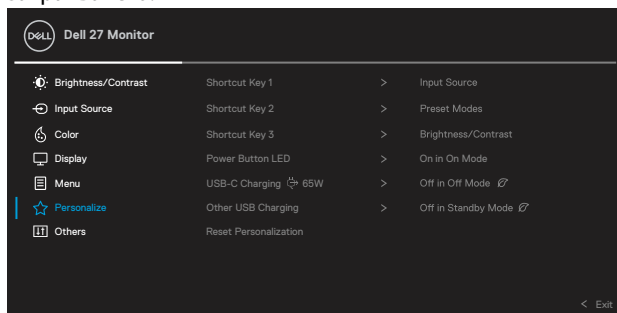 DELL Dell 27 Monitor
Brightness/Contrast Shortcut Key 1 > Input Source
Input Source Shortcut Key 2 > Preset Modes
Color Shortcut Key 3 > Brightness/Contrast
Display Power Button LED > On in On Mode
Menu USB-C Charging 65W > Off in Off Mode
Personalize Other USB Charging > Off in Standby Mode
Others Reset Personalization
< Exit